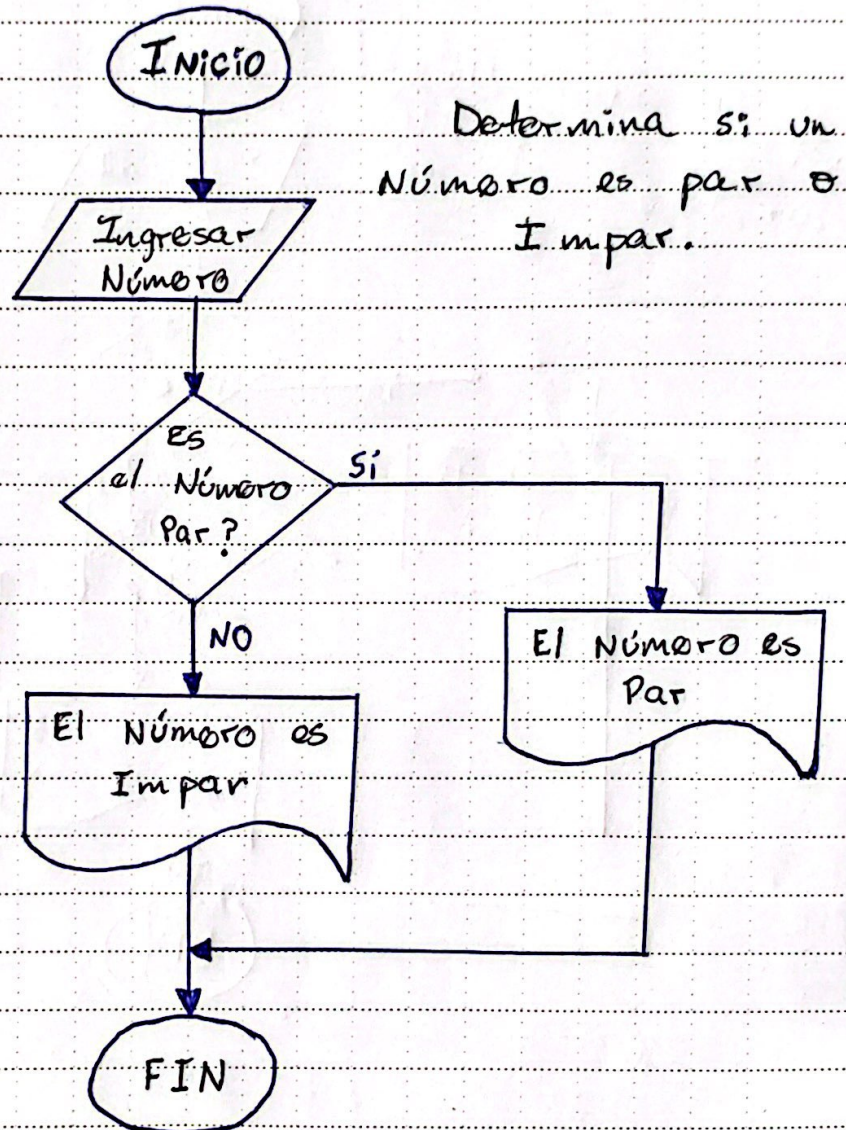 INICIO
Determina si un
Número es par o
Impar.
Ingresar
Número
Es
el Número
Par?
Sí
NO
El Número es
Par
El Número es
Impar
FIN